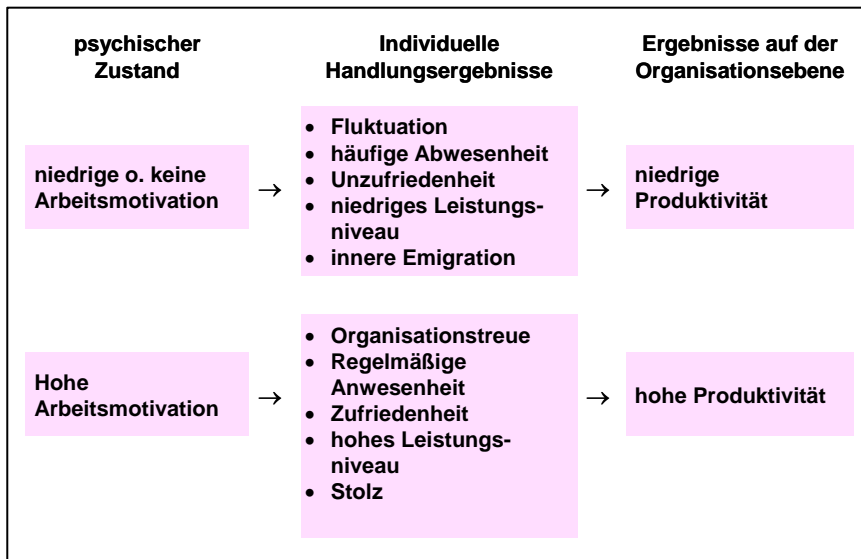 psychischer
Zustand
Individuelle
Handlungsergebnisse
Ergebnisse auf der
Organisationsebene
niedrige o. keine
Arbeitsmotivation
→
• Fluktuation
• häufige Abwesenheit
• Unzufriedenheit
• niedriges Leistungs-
niveau
• innere Emigration
→
niedrige
Produktivität
Hohe
Arbeitsmotivation
→
• Organisationstreue
• Regelmäßige
Anwesenheit
• Zufriedenheit
• hohes Leistungs-
niveau
• Stolz
→
hohe Produktivität